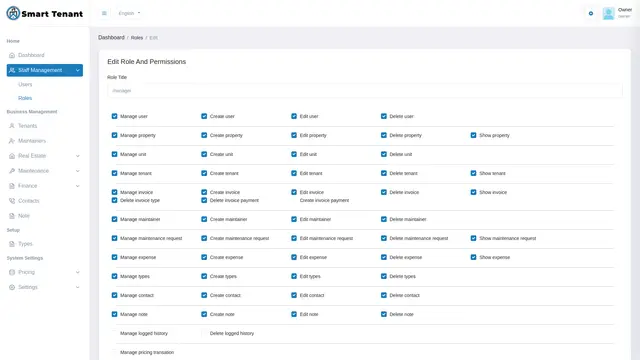 Smart Tenant
English
Owner
owner
Home
Dashboard
Staff Management
Users
Roles
Business Management
Tenants
Maintainers
Real Estate
Maintenance
Finance
Contacts
Note
Setup
Types
System Settings
Pricing
Settings
Dashboard / Roles / Edit
Edit Role And Permissions
Role Title
manager
Manage user Create user Edit user Delete user
Manage property Create property Edit property Delete property Show property
Manage unit Create unit Edit unit Delete unit
Manage tenant Create tenant Edit tenant Delete tenant Show tenant
Manage invoice Create invoice Edit invoice Delete invoice Show invoice
Delete invoice type Delete invoice payment Create invoice payment
Manage maintainer Create maintainer Edit maintainer Delete maintainer
Manage maintenance request Create maintenance request Edit maintenance request Delete maintenance request Show maintenance request
Manage expense Create expense Edit expense Delete expense Show expense
Manage types Create types Edit types Delete types
Manage contact Create contact Edit contact Delete contact
Manage note Create note Edit note Delete note
Manage logged history Delete logged history
Manage pricing transation